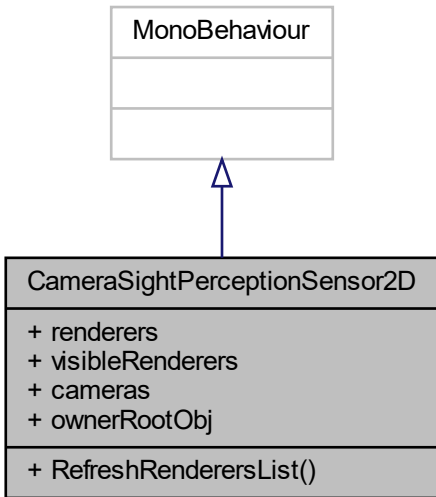 MonoBehaviour
CameraSightPerceptionSensor2D
+ renderers
+ visibleRenderers
+ cameras
+ ownerRootObj
+ RefreshRenderersList()